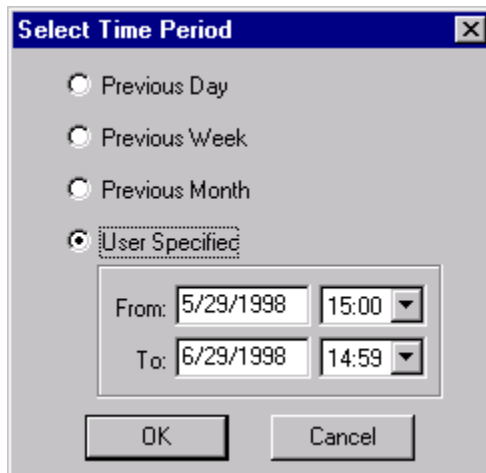 Select Time Period
Previous Day
Previous Week
Previous Month
User Specified
From: 5/29/1998 15:00
To: 6/29/1998 14:59
OK Cancel